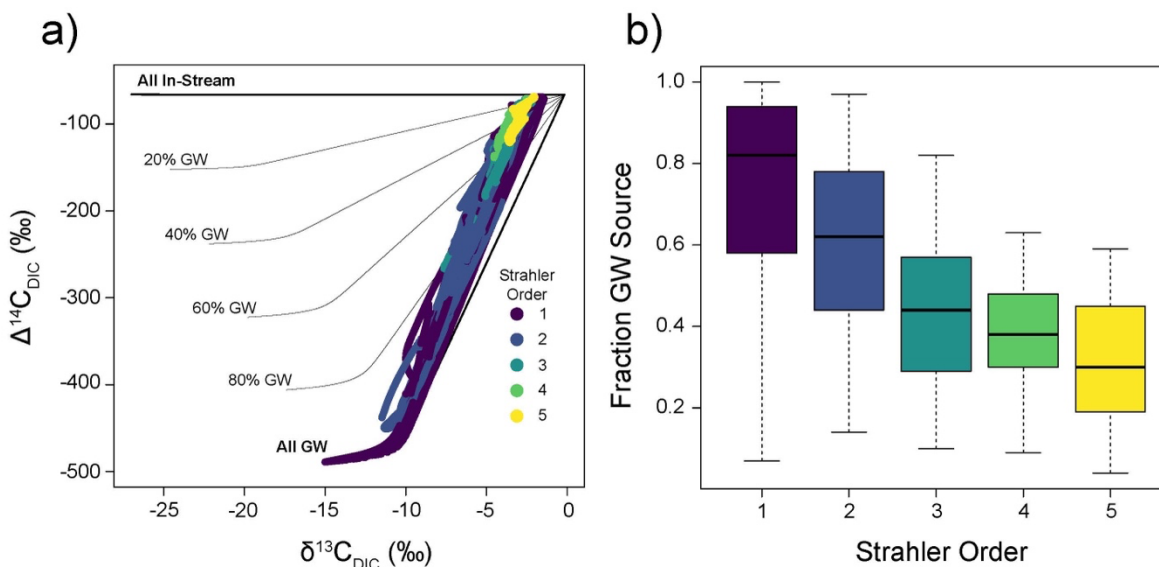 a)
All In-Stream
-100
-200
-300
-400
-500
20% GW
40% GW
60% GW
80% GW
All GW
Strahler
Order
1
2
3
4
5
-25
-20
-15
-10
-5
0
Δ¹⁴C_DIC (‰)
δ¹³C_DIC (‰)
b)
1.0
0.8
0.6
0.4
0.2
Fraction GW Source
1
2
3
4
5
Strahler Order